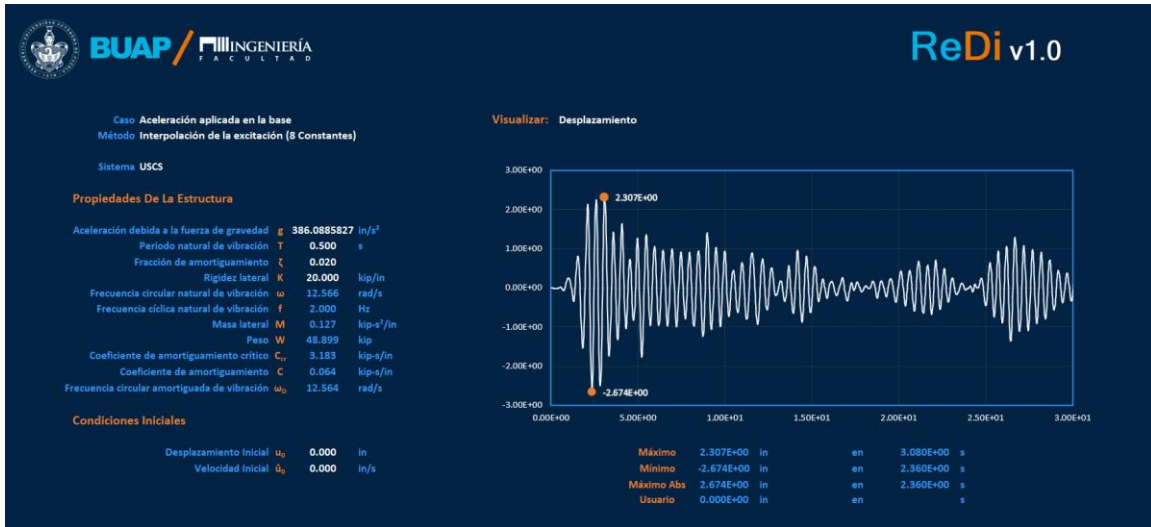 BUAP / INGENIERÍA
FACULTAD
ReDi v1.0
Caso Aceleración aplicada en la base
Método Interpolación de la excitación (8 Constantes)
Sistema USCS
Propiedades De La Estructura
Aceleración debida a la fuerza de gravedad g 386.0885827 in/s²
Periodo natural de vibración T 0.500 s
Fracción de amortiguamiento ζ 0.020
Rigidez lateral K 20.000 kip/in
Frecuencia circular natural de vibración ω 12.566 rad/s
Frecuencia cíclica natural de vibración f 2.000 Hz
Masa lateral M 0.127 kip-s²/in
Peso W 48.899 kip
Coeficiente de amortiguamiento crítico Ccr 3.183 kip-s/in
Coeficiente de amortiguamiento C 0.064 kip-s/in
Frecuencia circular amortiguada de vibración ωD 12.564 rad/s
Condiciones Iniciales
Desplazamiento Inicial u₀ 0.000 in
Velocidad Inicial u̇₀ 0.000 in/s
Visualizar: Desplazamiento
3.00E+00
2.307E+00
2.00E+00
1.00E+00
0.00E+00
-1.00E+00
-2.00E+00
-2.674E+00
-3.00E+00
0.00E+00 5.00E+00 1.00E+01 1.50E+01 2.00E+01 2.50E+01 3.00E+01
Máximo 2.307E+00 in en 3.080E+00 s
Mínimo -2.674E+00 in en 2.360E+00 s
Máximo Abs 2.674E+00 in en 2.360E+00 s
Usuario 0.000E+00 in en s